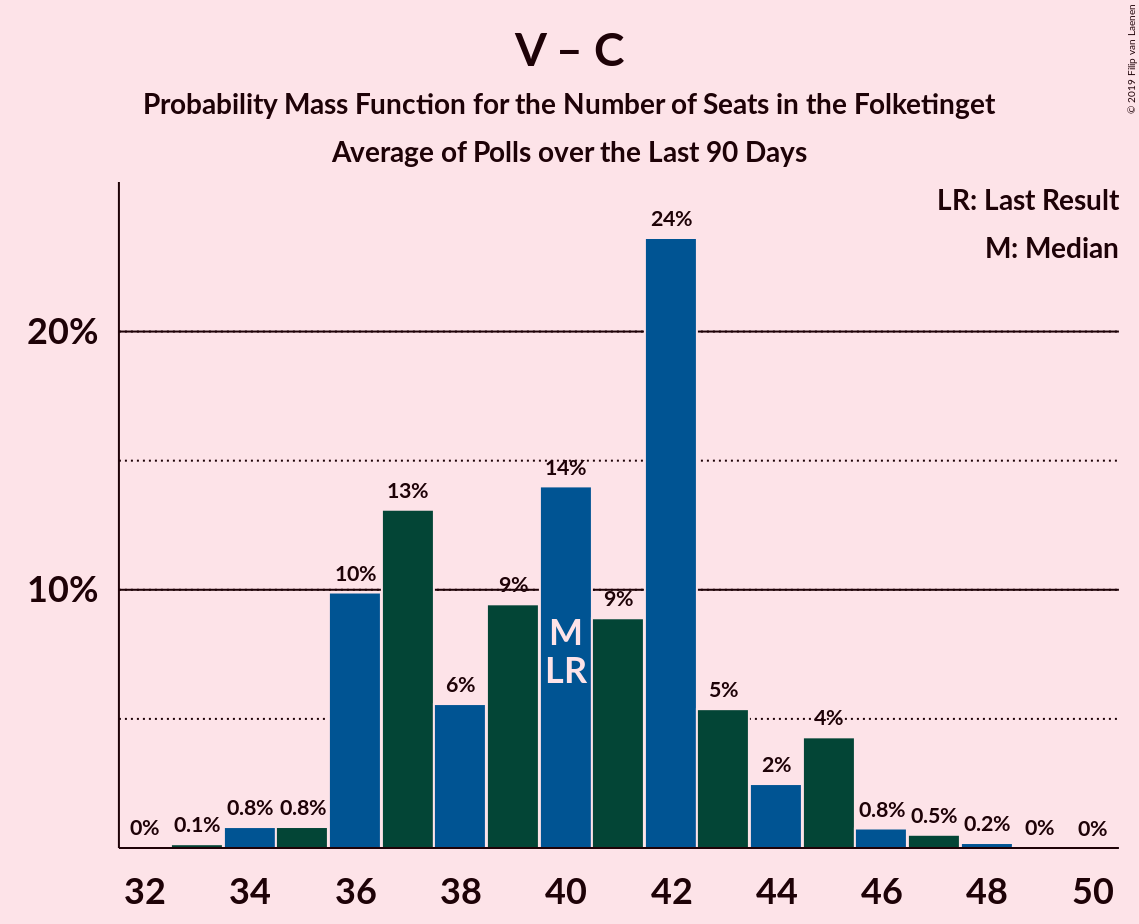 V – C
Probability Mass Function for the Number of Seats in the Folketinget
Average of Polls over the Last 90 Days
© 2019 Filip van Laenen
LR: Last Result
M: Median
20%
10%
0%
0.1%
0.8%
0.8%
10%
13%
6%
9%
14%
9%
24%
5%
2%
4%
0.8%
0.5%
0.2%
0%
0%
M
LR
32 34 36 38 40 42 44 46 48 50